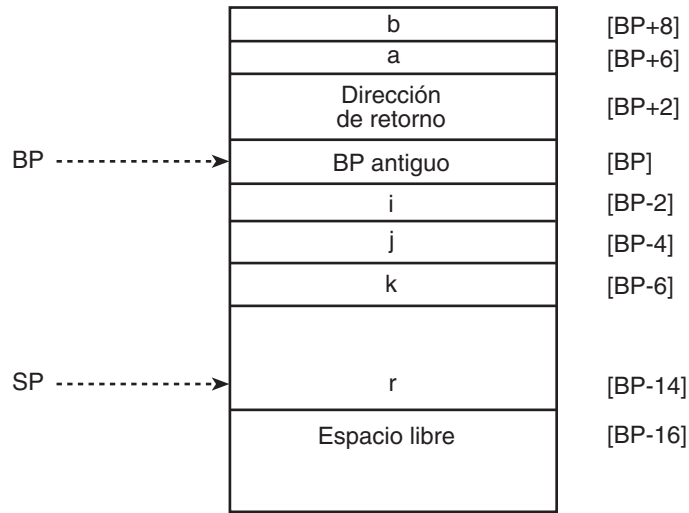 b [BP+8]
a [BP+6]
Dirección
de retorno [BP+2]
BP BP antiguo [BP]
i [BP-2]
j [BP-4]
k [BP-6]
SP r [BP-14]
Espacio libre [BP-16]